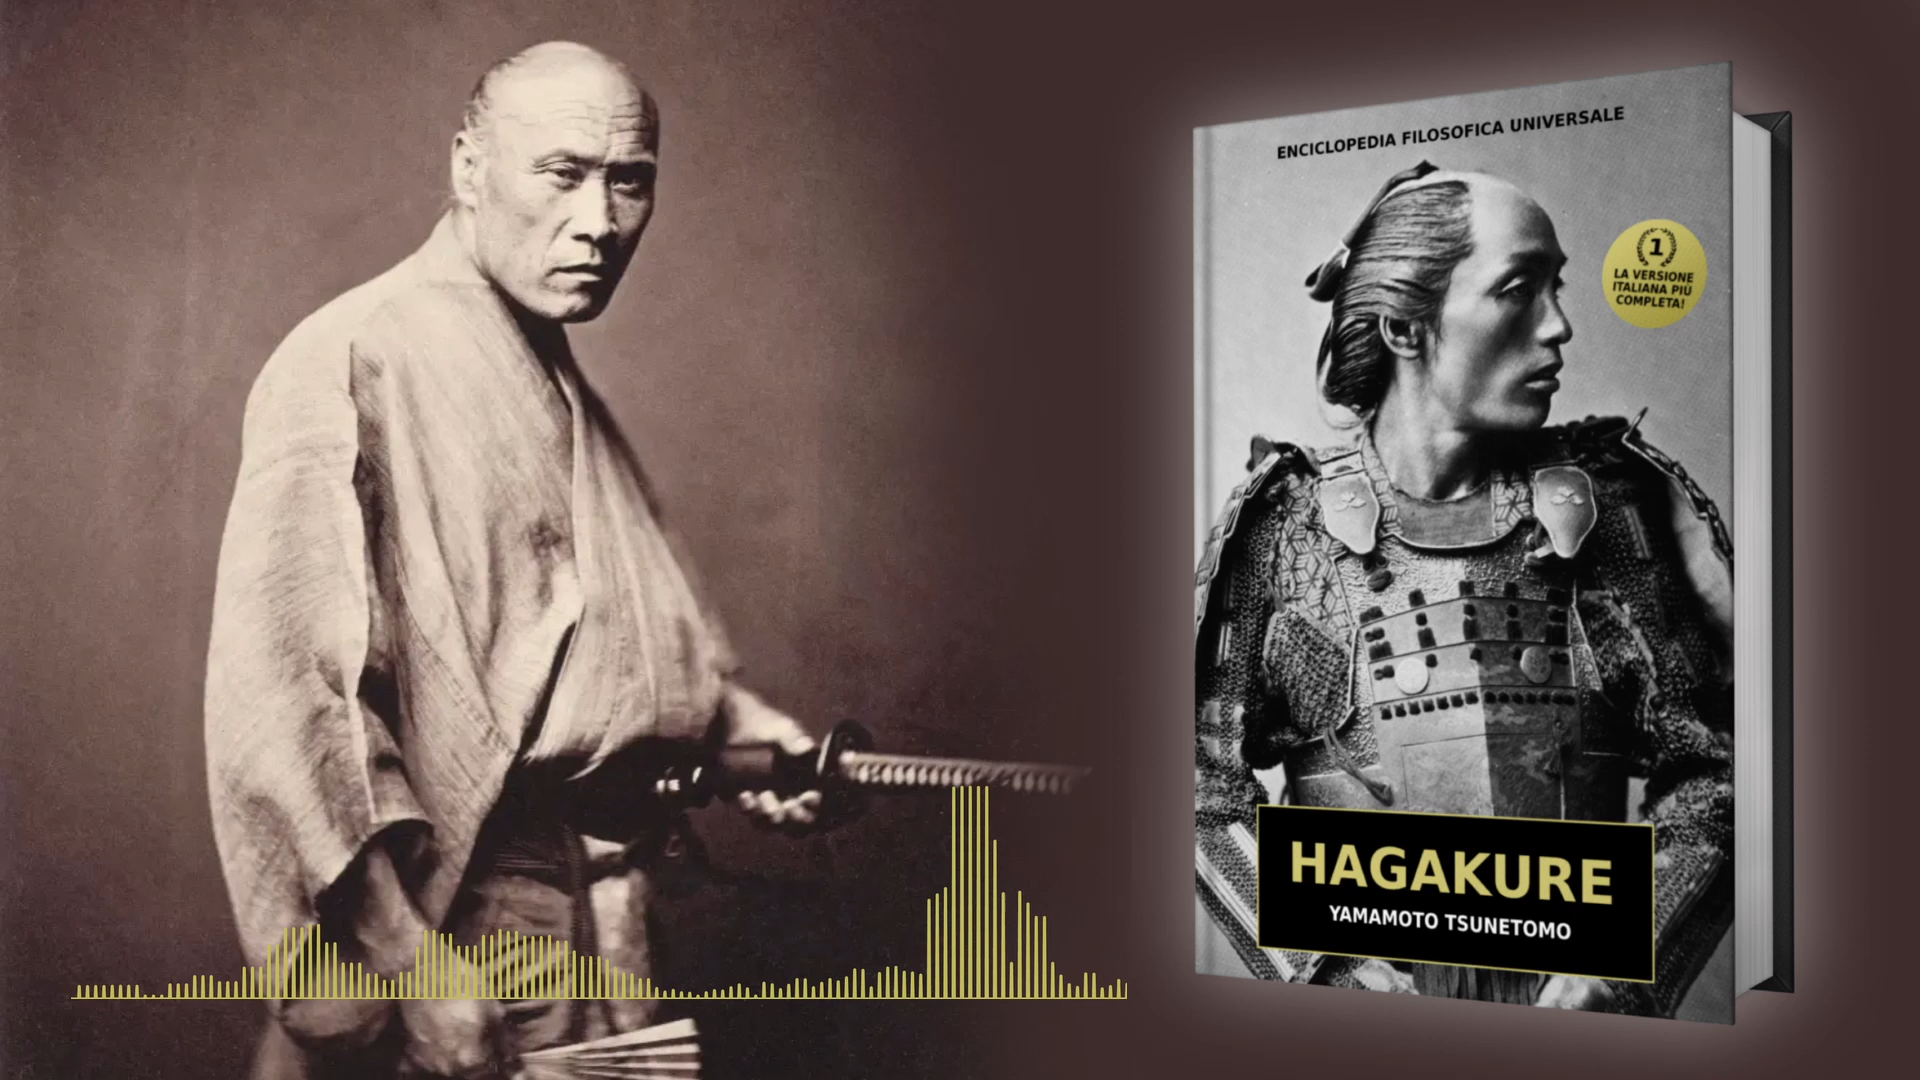 ENCICLOPEDIA FILOSOFICA UNIVERSALE
1
LA VERSIONE
ITALIANA PIÙ
COMPLETA!
HAGAKURE
YAMAMOTO TSUNETOMO